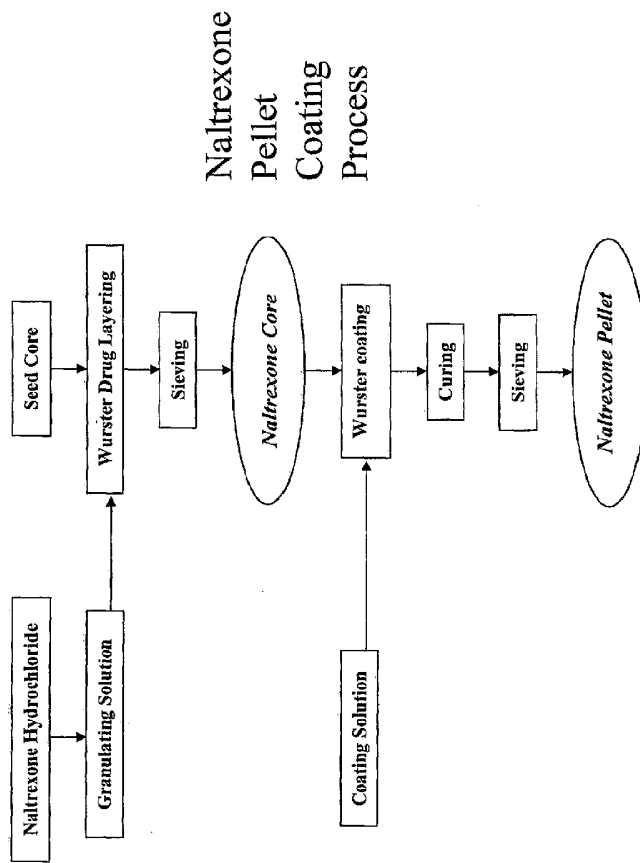 Naltrexone Hydrochloride
Seed Core
Granulating Solution
Wurster Drug Layering
Sieving
Naltrexone Core
Coating Solution
Wurster coating
Curing
Sieving
Naltrexone Pellet
Naltrexone
Pellet
Coating
Process